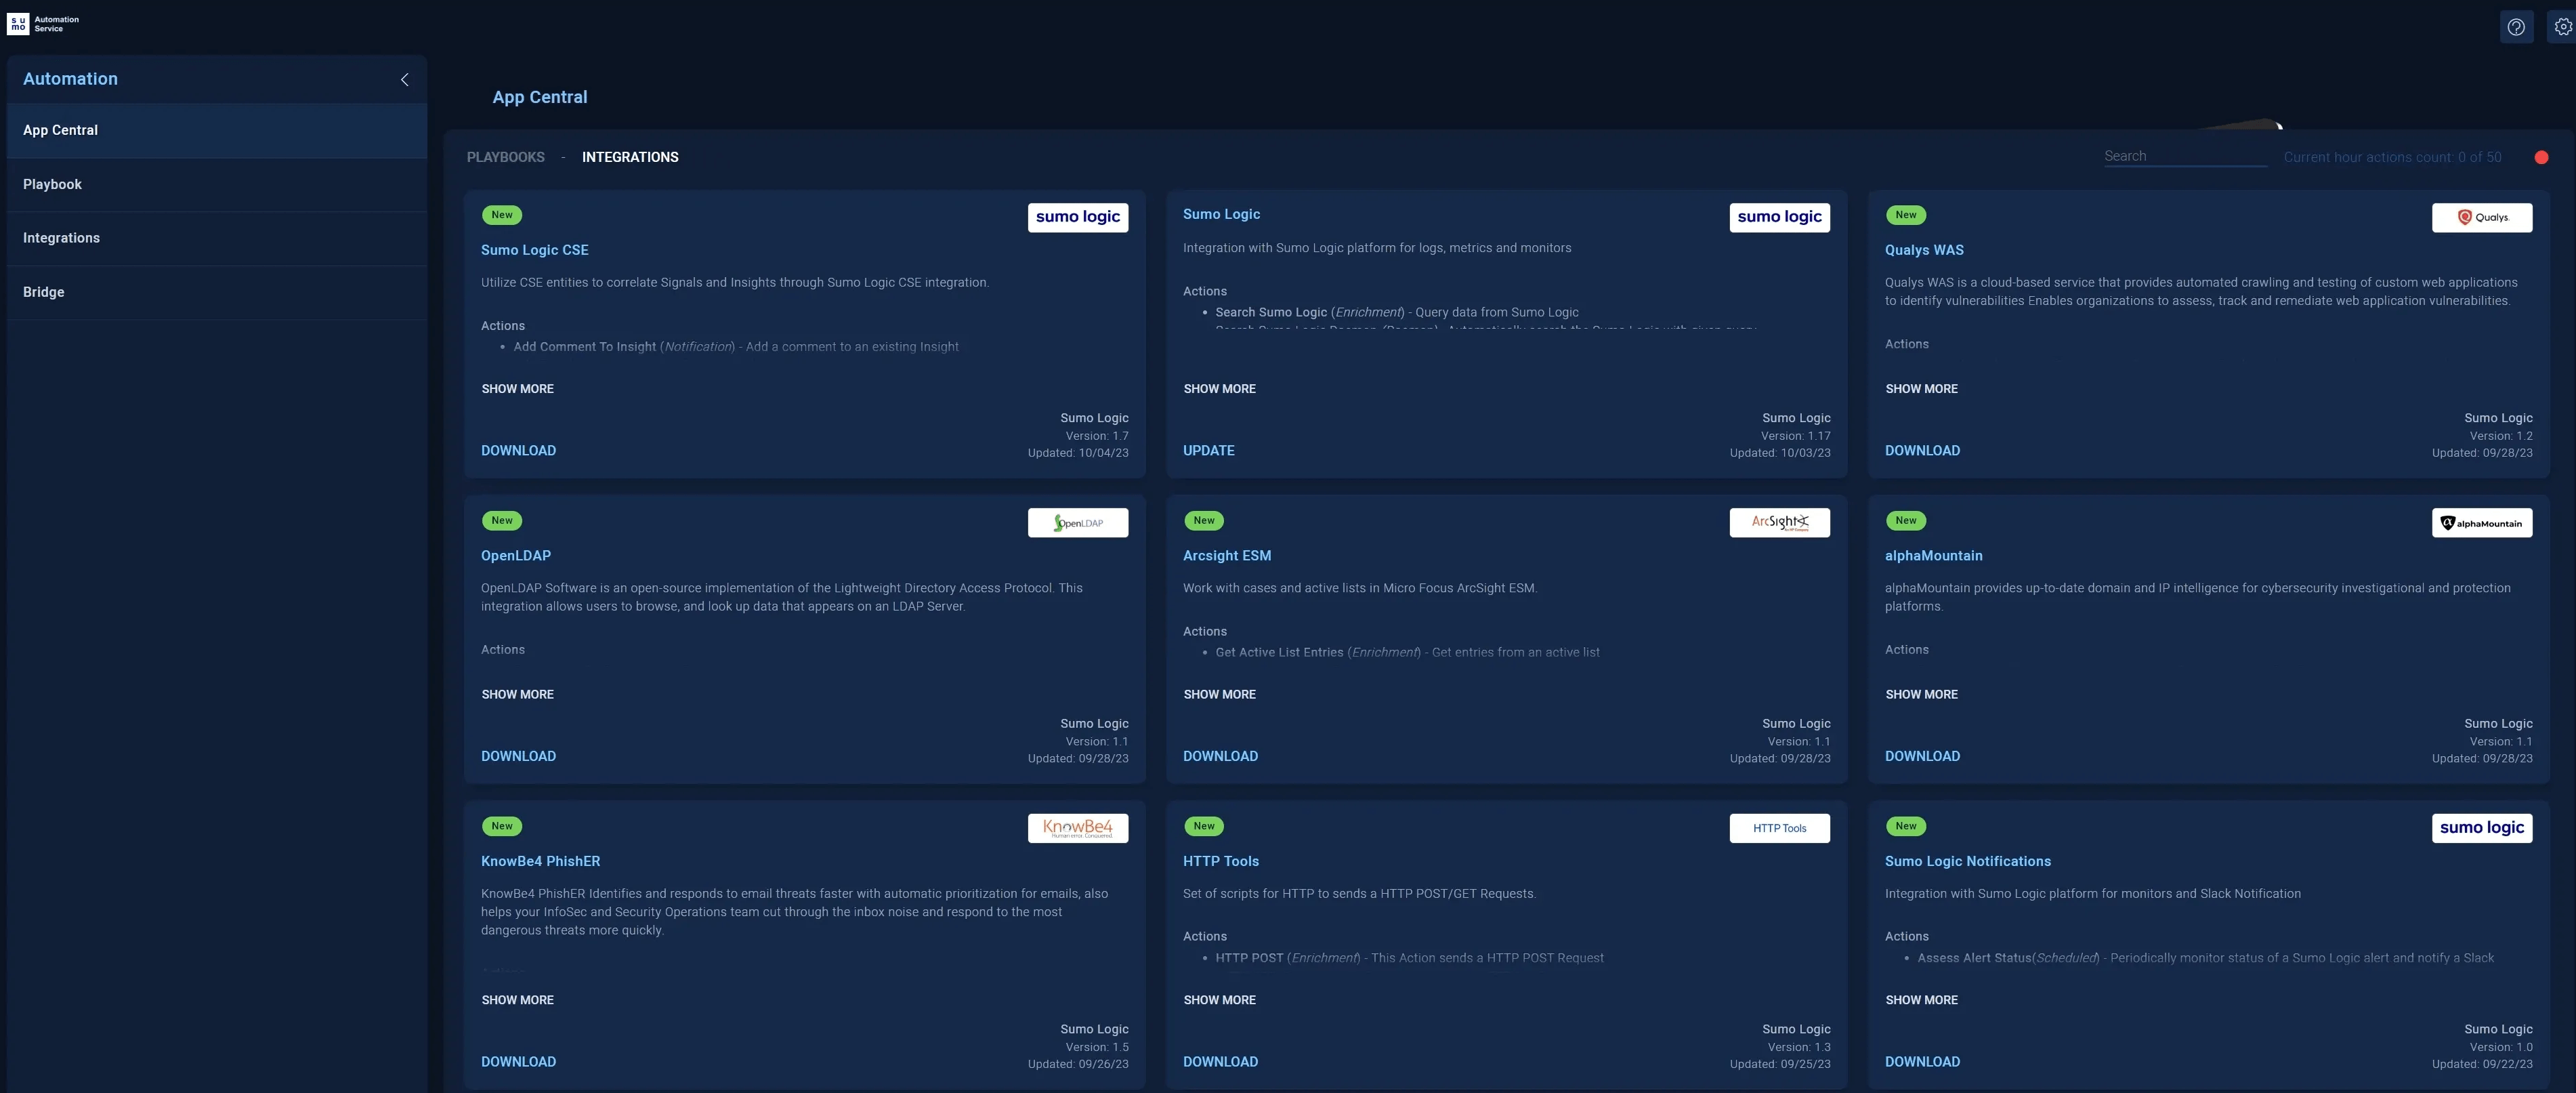 su
mo
Automation
Service
Automation
App Central
Playbook
Integrations
Bridge
App Central
PLAYBOOKS - INTEGRATIONS
Search
Current hour actions count: 0 of 50
New
sumo logic
Sumo Logic CSE
Utilize CSE entities to correlate Signals and Insights through Sumo Logic CSE integration.
Actions
• Add Comment To Insight (Notification) - Add a comment to an existing Insight
SHOW MORE
Sumo Logic
Version: 1.7
DOWNLOAD
Updated: 10/04/23
Sumo Logic
sumo logic
Integration with Sumo Logic platform for logs, metrics and monitors
Actions
• Search Sumo Logic (Enrichment) - Query data from Sumo Logic
Search Sumo Logic Daemon (Daemon) - Automatically search the Sumo Logic with given query
SHOW MORE
Sumo Logic
Version: 1.17
UPDATE
Updated: 10/03/23
New
Qualys.
Qualys WAS
Qualys WAS is a cloud-based service that provides automated crawling and testing of custom web applications
to identify vulnerabilities Enables organizations to assess, track and remediate web application vulnerabilities.
Actions
SHOW MORE
Sumo Logic
Version: 1.2
DOWNLOAD
Updated: 09/28/23
New
OpenLDAP
OpenLDAP
OpenLDAP Software is an open-source implementation of the Lightweight Directory Access Protocol. This
integration allows users to browse, and look up data that appears on an LDAP Server.
Actions
SHOW MORE
Sumo Logic
Version: 1.1
DOWNLOAD
Updated: 09/28/23
New
ArcSight
Arcsight ESM
Work with cases and active lists in Micro Focus ArcSight ESM.
Actions
• Get Active List Entries (Enrichment) - Get entries from an active list
SHOW MORE
Sumo Logic
Version: 1.1
DOWNLOAD
Updated: 09/28/23
New
alphaMountain
alphaMountain
alphaMountain provides up-to-date domain and IP intelligence for cybersecurity investigational and protection
platforms.
Actions
SHOW MORE
Sumo Logic
Version: 1.1
DOWNLOAD
Updated: 09/28/23
New
KnowBe4
Human error. Conquered.
KnowBe4 PhishER
KnowBe4 PhishER Identifies and responds to email threats faster with automatic prioritization for emails, also
helps your InfoSec and Security Operations team cut through the inbox noise and respond to the most
dangerous threats more quickly.
Actions
SHOW MORE
Sumo Logic
Version: 1.5
DOWNLOAD
Updated: 09/26/23
New
HTTP Tools
HTTP Tools
Set of scripts for HTTP to sends a HTTP POST/GET Requests.
Actions
• HTTP POST (Enrichment) - This Action sends a HTTP POST Request
SHOW MORE
Sumo Logic
Version: 1.3
DOWNLOAD
Updated: 09/25/23
New
sumo logic
Sumo Logic Notifications
Integration with Sumo Logic platform for monitors and Slack Notification
Actions
• Assess Alert Status(Scheduled) - Periodically monitor status of a Sumo Logic alert and notify a Slack
SHOW MORE
Sumo Logic
Version: 1.0
DOWNLOAD
Updated: 09/22/23